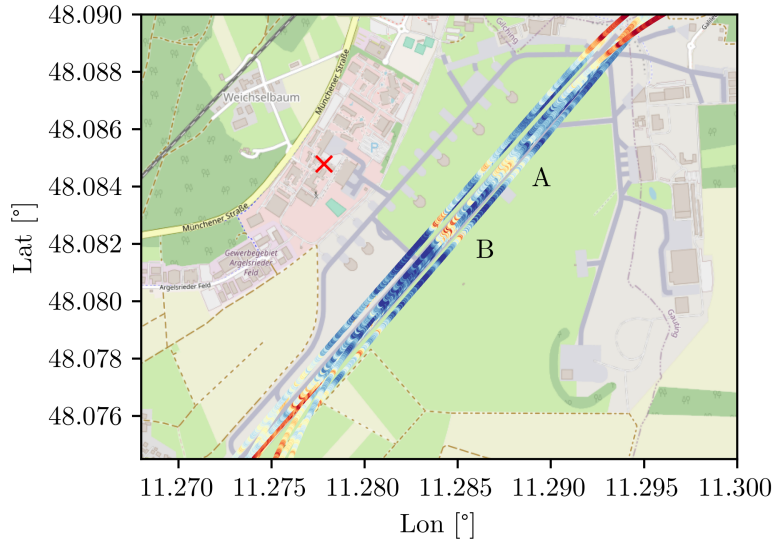 48.090
48.088
48.086
48.084
48.082
48.080
48.078
48.076
Lat [°]
11.270
11.275
11.280
11.285
11.290
11.295
11.300
Lon [°]
Weichselbaum
Münchener Straße
Gilching
P
Münchener Straße
Gewerbegebiet
Argelsrieder
Feld
Argelsrieder Feld
Gauting
A
B